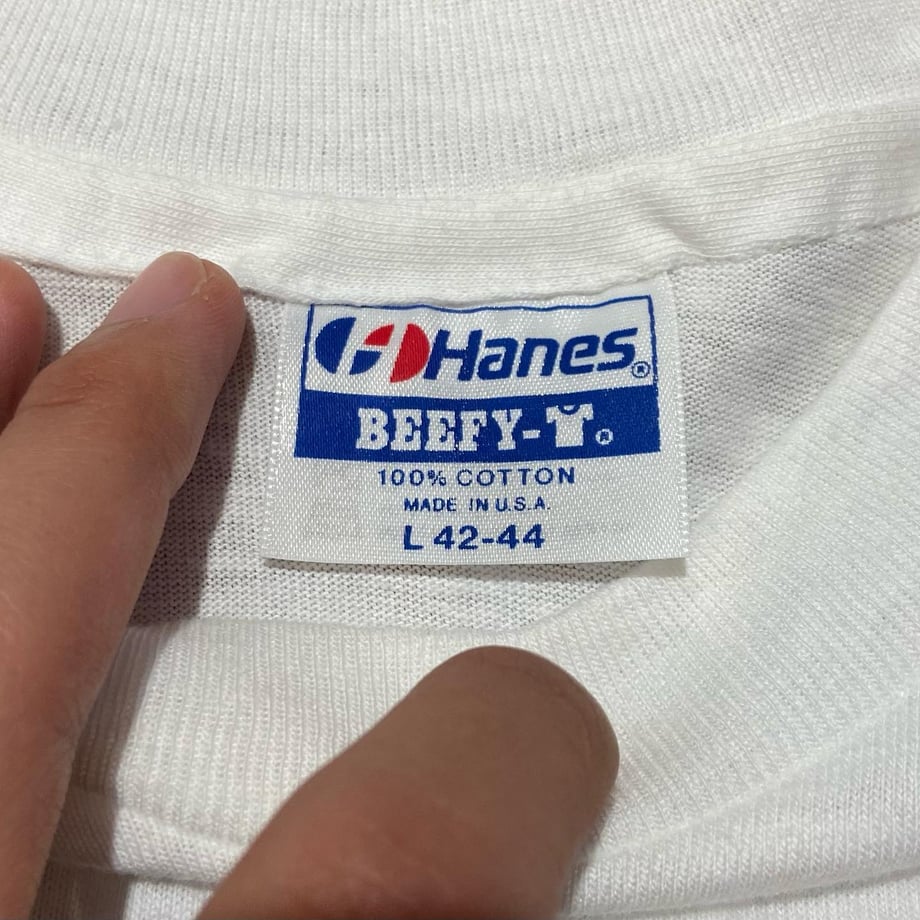 Hanes®
BEEFY-T®
100% COTTON
MADE IN U.S.A.
L 42-44